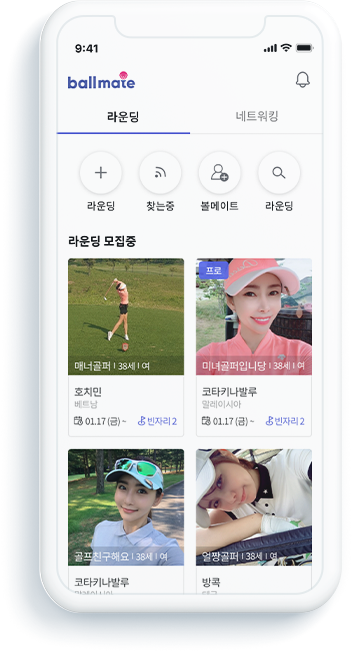 9:41
ballmate
라운딩 네트워킹
라운딩 찾는중 볼메이트 라운딩
라운딩 모집중
프로
매너골퍼 I 38세 I 여
미녀골퍼입니당 I 38세 I 여
호치민
베트남
01.17 (금) ~ 빈자리 2
코타키나발루
말레이시아
01.17 (금) ~ 빈자리 2
골프친구해요 I 38세 I 여
얼짱골퍼 I 38세 I 여
코타키나발루
방콕